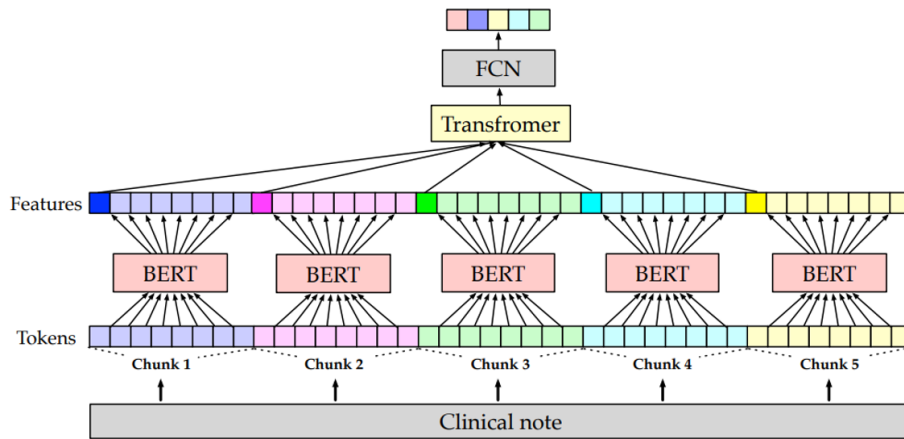 FCN
Transfromer
Features
BERT BERT BERT BERT BERT
Tokens
Chunk 1 Chunk 2 Chunk 3 Chunk 4 Chunk 5
Clinical note